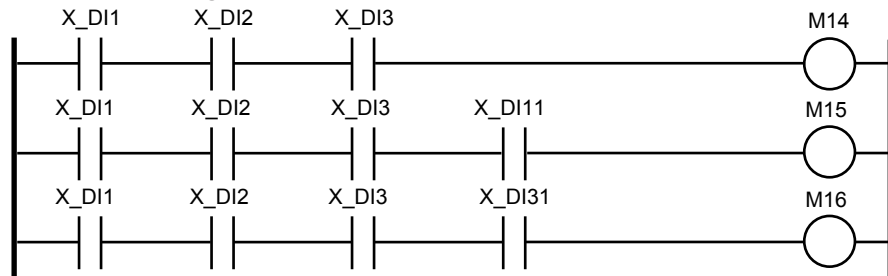 X_DI1 X_DI2 X_DI3 M14
X_DI1 X_DI2 X_DI3 X_DI11 M15
X_DI1 X_DI2 X_DI3 X_DI31 M16